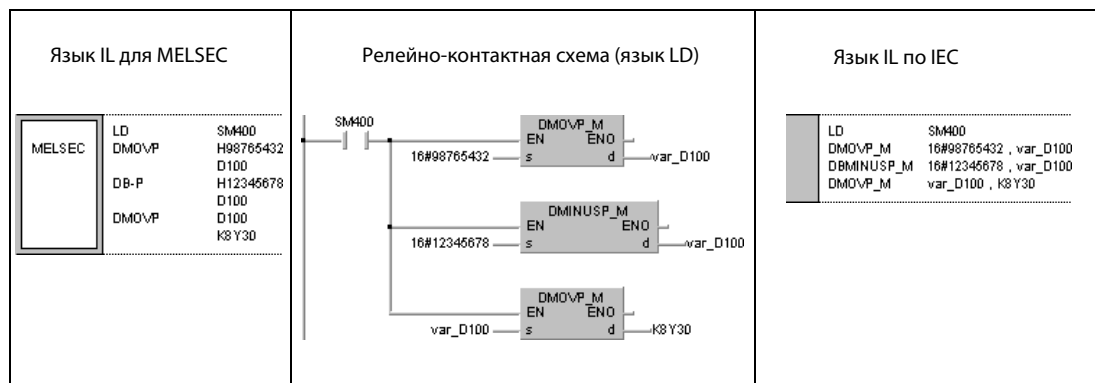 Язык IL для MELSEC
MELSEC
LD SM400
DMOVP H98765432
D100
DB-P H12345678
D100
DMOVP D100
K8Y30
Релейно-контактная схема (язык LD)
SM400
DMOVP_M
EN ENO
16#98765432 s d var_D100
DMINUSP_M
EN ENO
16#12345678 s d var_D100
DMOVP_M
EN ENO
var_D100 s d K8Y30
Язык IL по IEC
LD SM400
DMOVP_M 16#98765432 , var_D100
DBMINUSP_M 16#12345678 , var_D100
DMOVP_M var_D100 , K8Y30